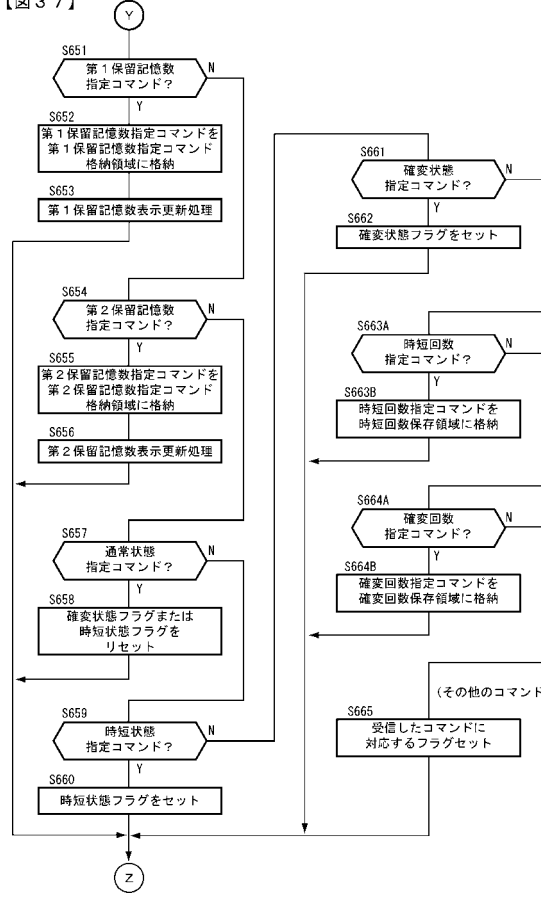 【図37】
Y
S651
第1保留記憶数
指定コマンド?
N
Y
S652
第1保留記憶数指定コマンドを
第1保留記憶数指定コマンド
格納領域に格納
S653
第1保留記憶数表示更新処理
S654
第2保留記憶数
指定コマンド?
N
Y
S655
第2保留記憶数指定コマンドを
第2保留記憶数指定コマンド
格納領域に格納
S656
第2保留記憶数表示更新処理
S657
通常状態
指定コマンド?
N
Y
S658
確変状態フラグまたは
時短状態フラグを
リセット
S659
時短状態
指定コマンド?
N
Y
S660
時短状態フラグをセット
Z
S661
確変状態
指定コマンド?
N
Y
S662
確変状態フラグをセット
S663A
時短回数
指定コマンド?
N
Y
S663B
時短回数指定コマンドを
時短回数保存領域に格納
S664A
確変回数
指定コマンド?
N
Y
S664B
確変回数指定コマンドを
確変回数保存領域に格納
(その他のコマンド
S665
受信したコマンドに
対応するフラグセット